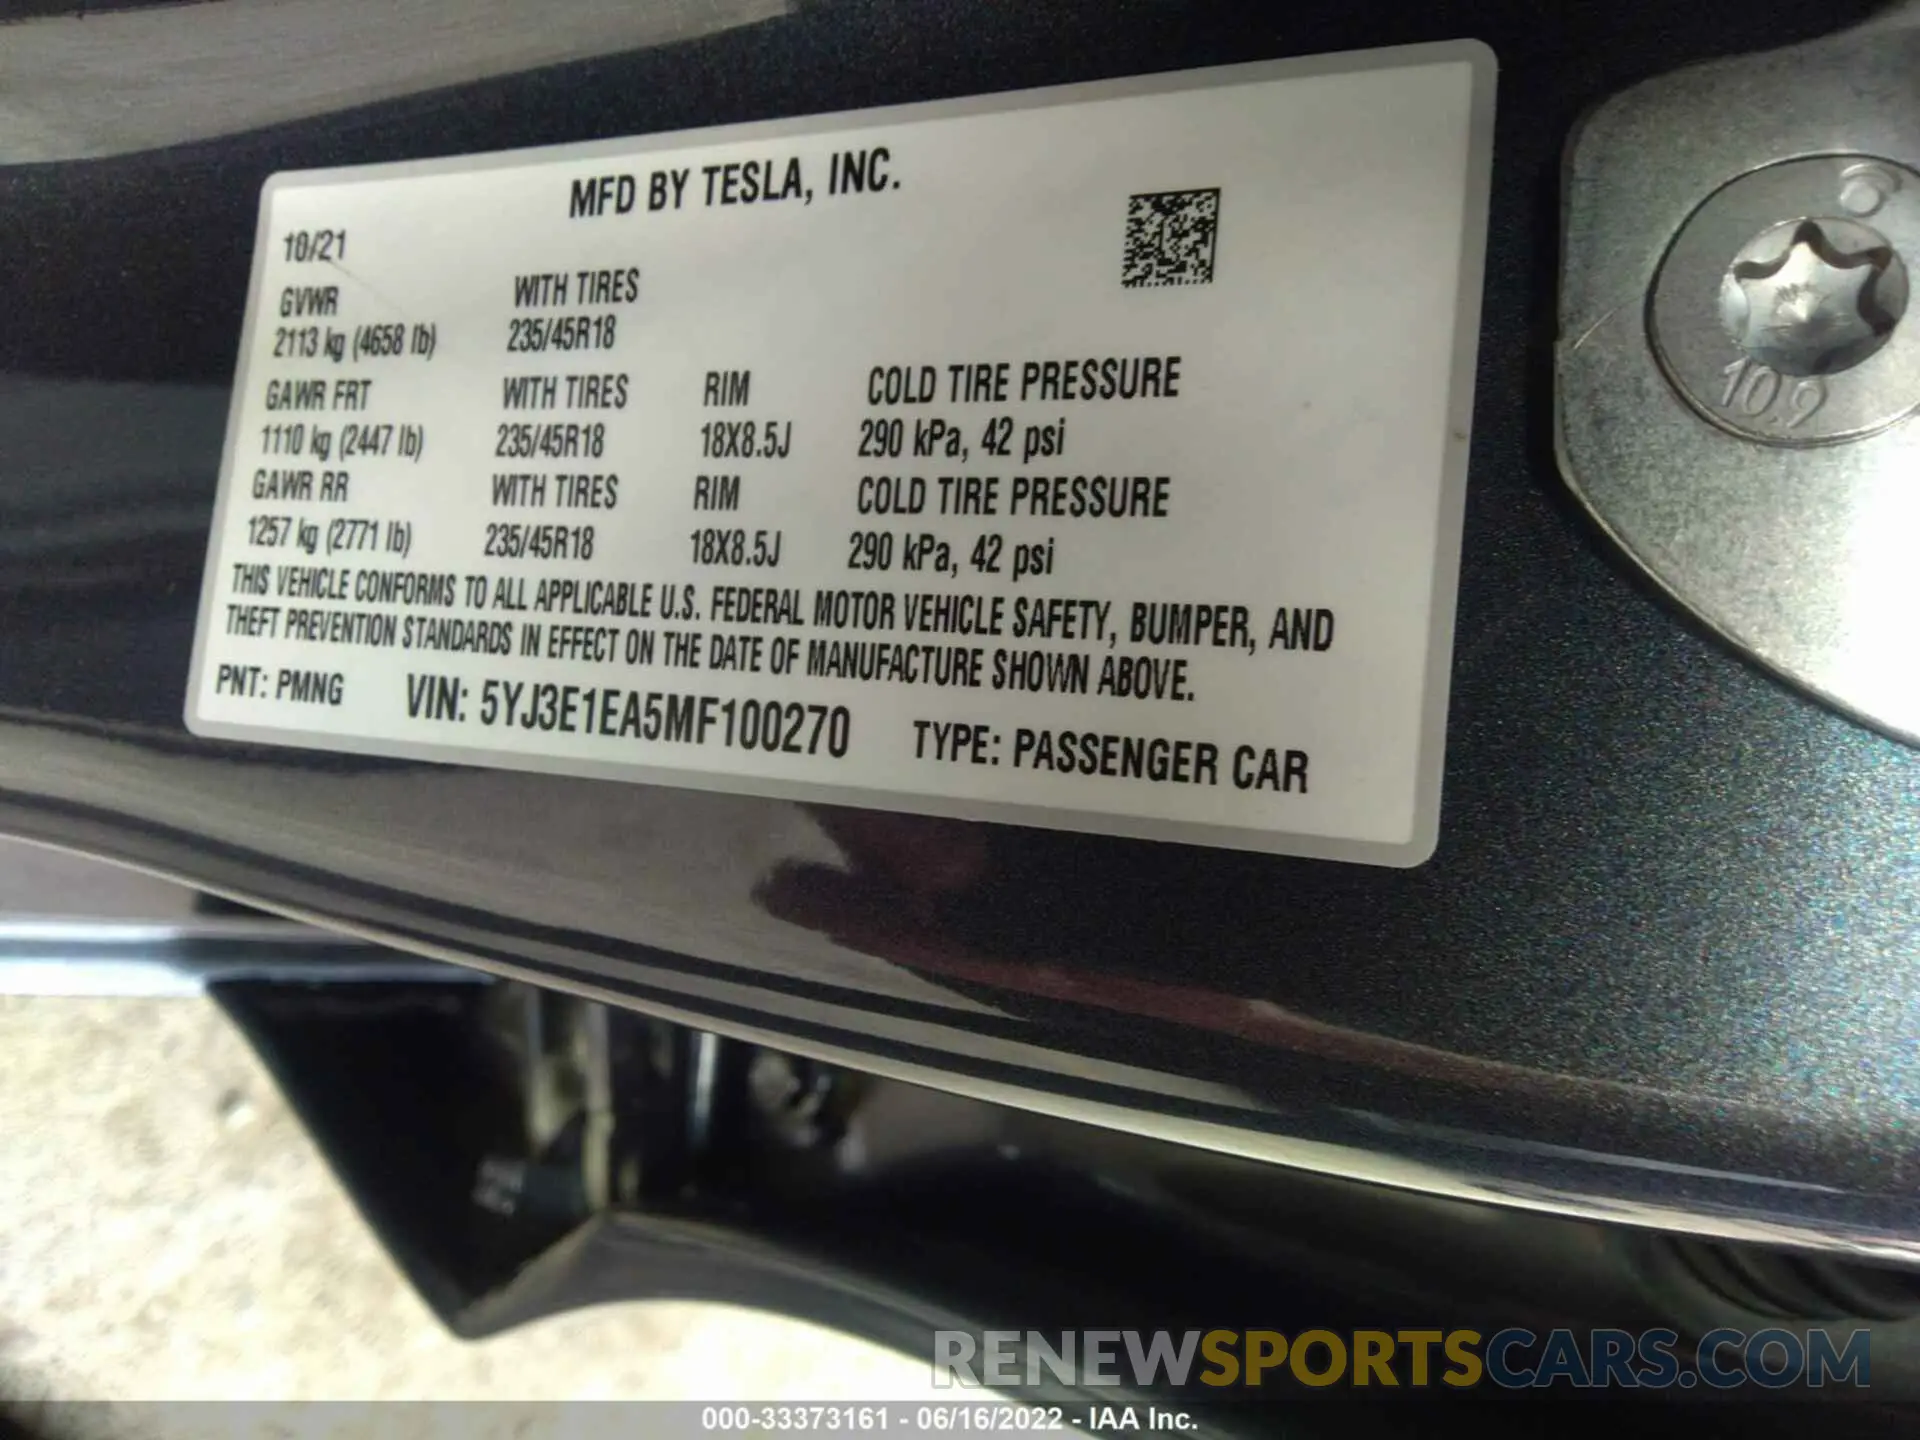 MFD BY TESLA, INC.
10/21
GVWR WITH TIRES
2113 kg (4658 lb) 235/45R18
GAWR FRT WITH TIRES RIM COLD TIRE PRESSURE
1110 kg (2447 lb) 235/45R18 18X8.5J 290 kPa, 42 psi
GAWR RR WITH TIRES RIM COLD TIRE PRESSURE
1257 kg (2771 lb) 235/45R18 18X8.5J 290 kPa, 42 psi
THIS VEHICLE CONFORMS TO ALL APPLICABLE U.S. FEDERAL MOTOR VEHICLE SAFETY, BUMPER, AND
THEFT PREVENTION STANDARDS IN EFFECT ON THE DATE OF MANUFACTURE SHOWN ABOVE.
PNT: PMNG VIN: 5YJ3E1EA5MF100270 TYPE: PASSENGER CAR
10.9
RENEWSPORTSCARS.COM
000-33373161 - 06/16/2022 - IAA Inc.